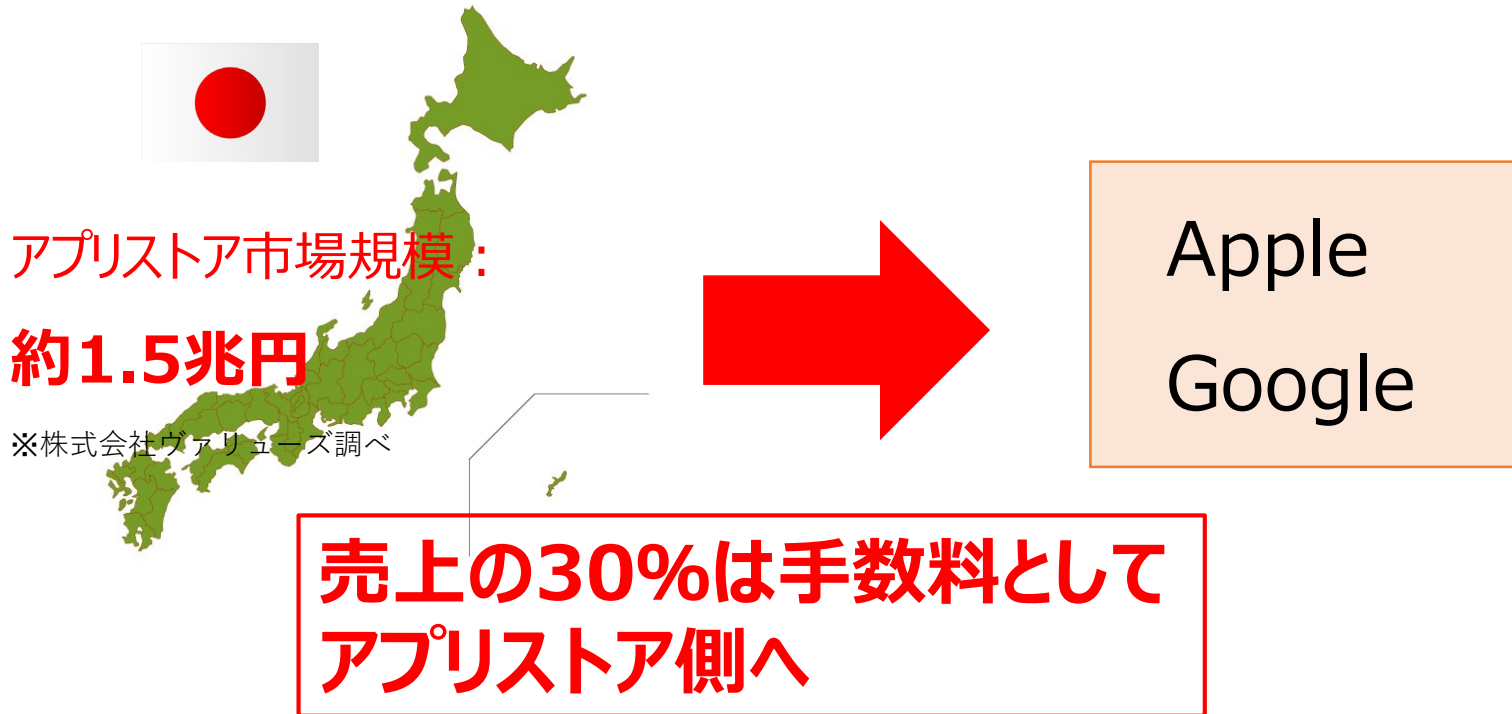 アプリストア市場規模：
約1.5兆円
※株式会社ヴァリューズ調べ
Apple
Google
売上の30%は手数料として
アプリストア側へ